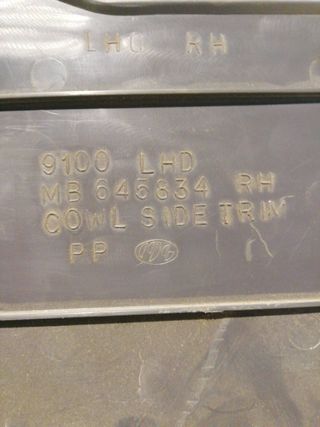 LHD RH
9100 LHD
MB 645834 RH
COWL SIDE TRIM
PP